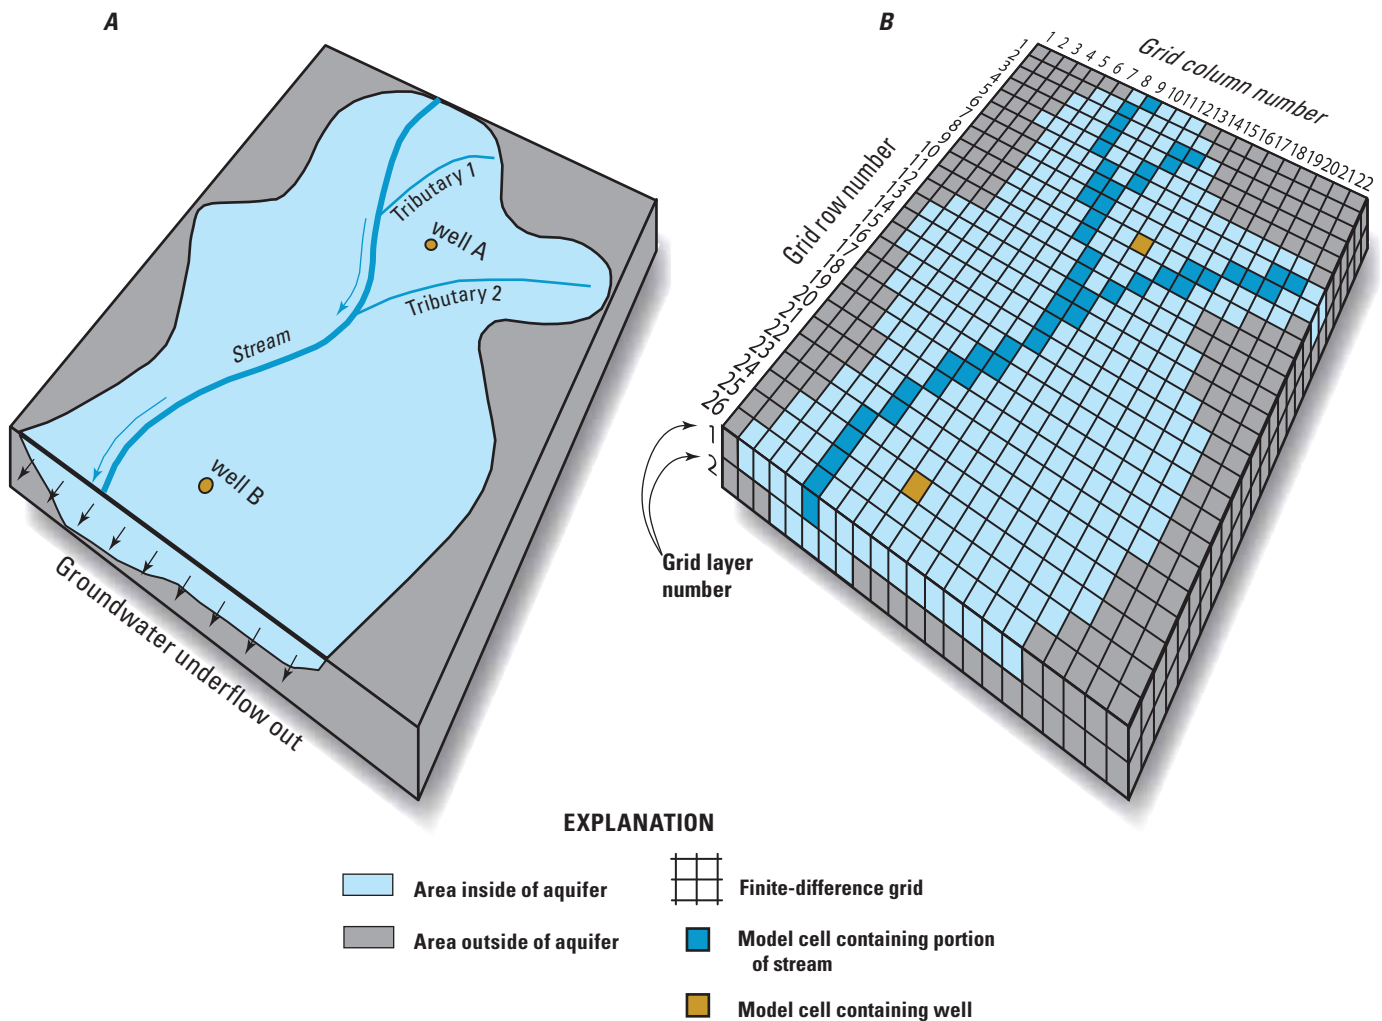 A
Tributary 1
well A
Tributary 2
Stream
well B
Groundwater underflow out
B
Grid column number
1 2 3 4 5 6 7 8 9 10 11 12 13 14 15 16 17 18 19 20 21 22
Grid row number
1
2
3
4
5
6
7
8
9
10
11
12
13
14
15
16
17
18
19
20
21
22
23
24
25
26
1
2
Grid layer
number
EXPLANATION
Area inside of aquifer
Area outside of aquifer
Finite-difference grid
Model cell containing portion
of stream
Model cell containing well